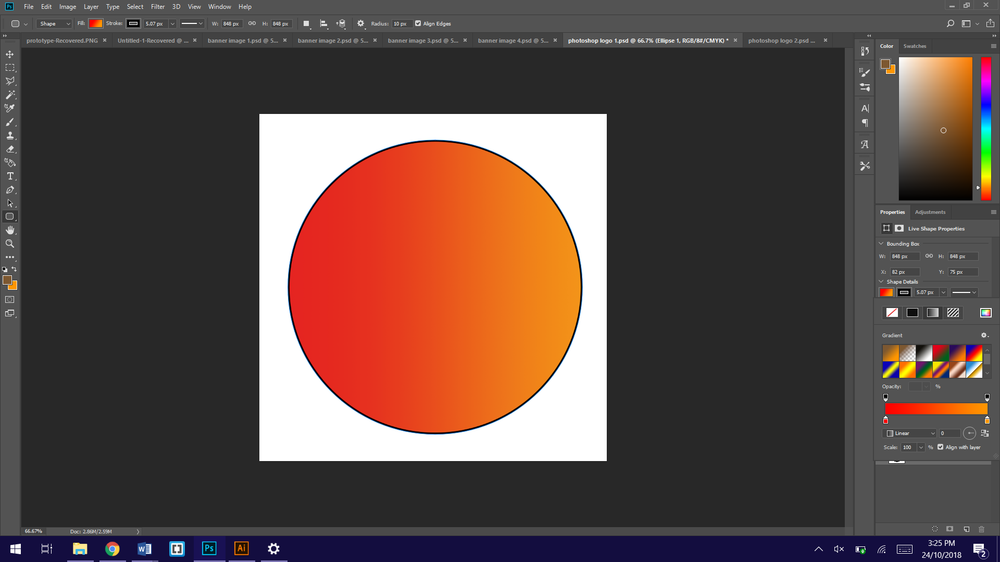 Ps File Edit Image Layer Type Select Filter 3D View Window Help
Shape Fill: Stroke: 5.07 px W: 848 px H: 848 px Radius: 10 px Align Edges
prototype-Recovered.PNG × Untitled-1-Recovered @ ... × banner image 1.psd @ 5... × banner image 2.psd @ 5... × banner image 3.psd @ 5... × banner image 4.psd @ 5... × photoshop logo 1.psd @ 66.7% (Ellipse 1, RGB/8#/CMYK) * × photoshop logo 2.psd ... ×
Color Swatches
Properties Adjustments
Live Shape Properties
Bounding Box
W: 848 px H: 848 px
X: 82 px Y: 75 px
Shape Details
5.07 px
Gradient
Opacity: %
Linear 0
Scale: 100 % Align with layer
66.67% Doc: 2.86M/2.59M
W Ps Ai
3:25 PM
24/10/2018
2